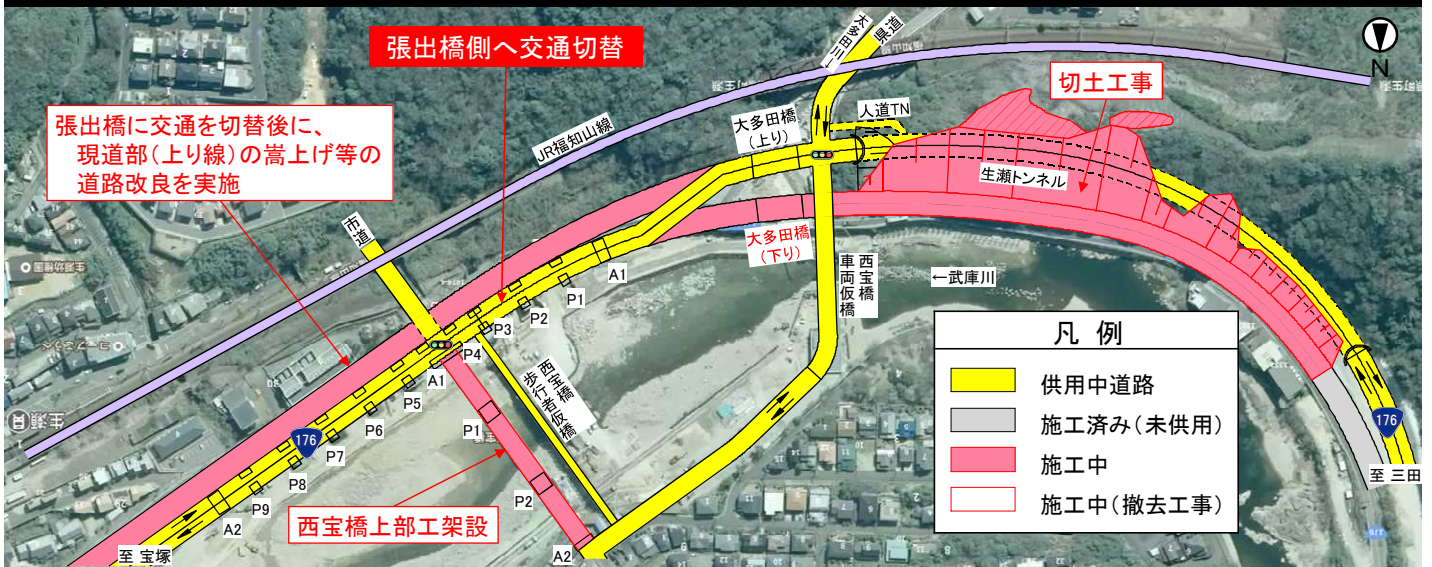 張出橋側へ交通切替
大多田川
県道
N
切土工事
人道TN
大多田橋
(上り)
張出橋に交通を切替後に、
現道部(上り線)の嵩上げ等の
道路改良を実施
JR福知山線
生瀬トンネル
市道
大多田橋
(下り)
西宝橋
車両仮橋
←武庫川
A1
P1
P2
P3
P4
A1
P5
P6
P7
P8
P9
A2
176
西宝橋
歩行者仮橋
P1
P2
A2
西宝橋上部工架設
至 宝塚
凡 例
供用中道路
施工済み(未供用)
施工中
施工中(撤去工事)
176
至 三田